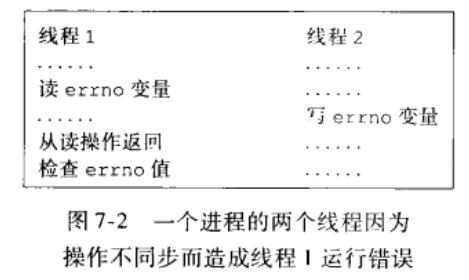 线程 1 线程 2
...... ......
读 errno 变量 ......
...... 写 errno 变量
从读操作返回 ......
检查 errno 值 ......
图 7-2 一个进程的两个线程因为
操作不同步而造成线程 1 运行错误